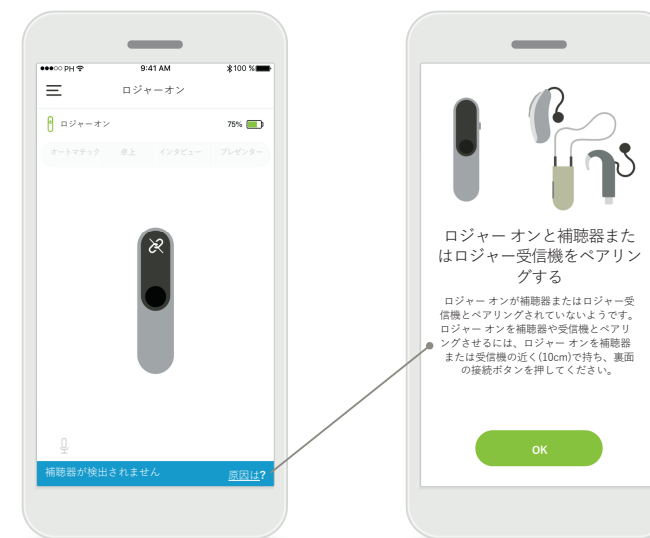 PH 9:41 AM 100 %
ロジャーオン
ロジャーオン 75%
オートマチック 卓上 インタビュー プレゼンター
補聴器が検出されません 原因は?
ロジャー オンと補聴器また
はロジャー受信機をペアリン
グする
ロジャー オンが補聴器またはロジャー受
信機とペアリングされていないようです。
ロジャー オンを補聴器や受信機とペアリ
ングさせるには、ロジャー オンを補聴器
または受信機の近く(10cm)で持ち、裏面
の接続ボタンを押してください。
OK